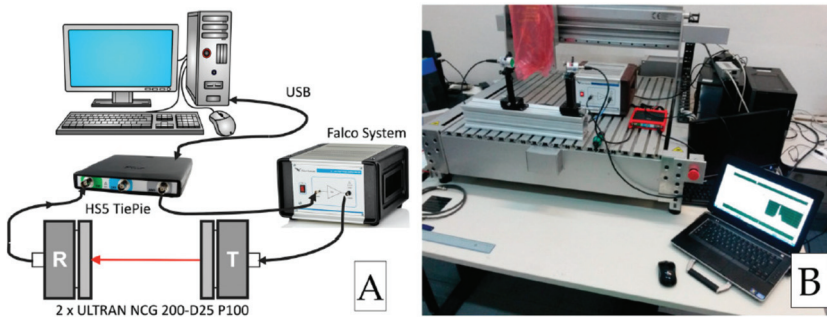 USB
Falco System
HS5 TiePie
R
T
2 x ULTRAN NCG 200-D25 P100
A
B